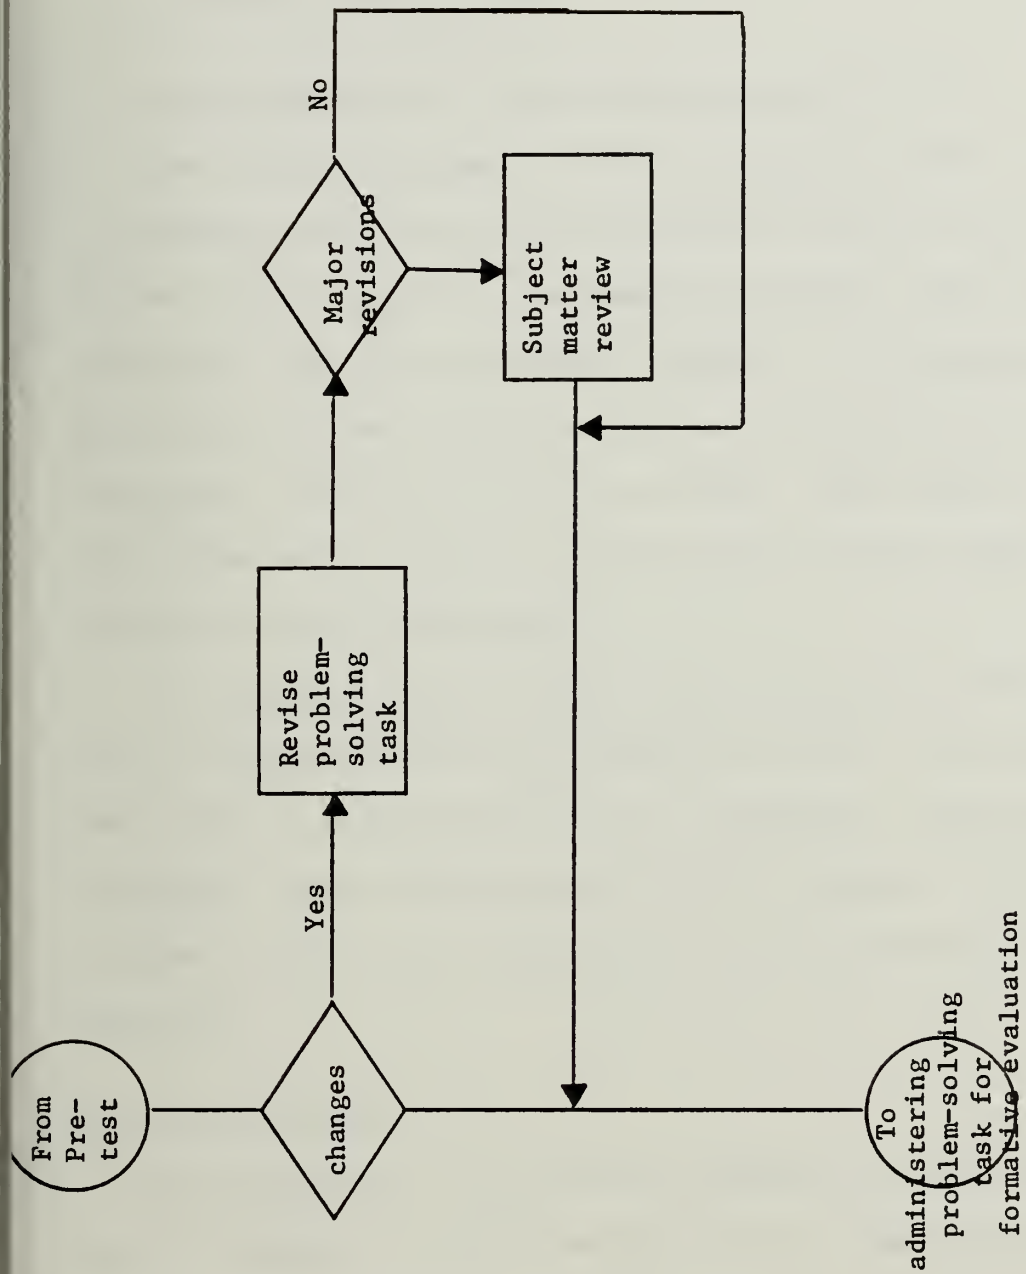 From
Pre-
test
changes
Yes
Revise
problem-
solving
task
Major
revisions
No
Subject
matter
review
To
administering
problem-solving
task for
formative evaluation